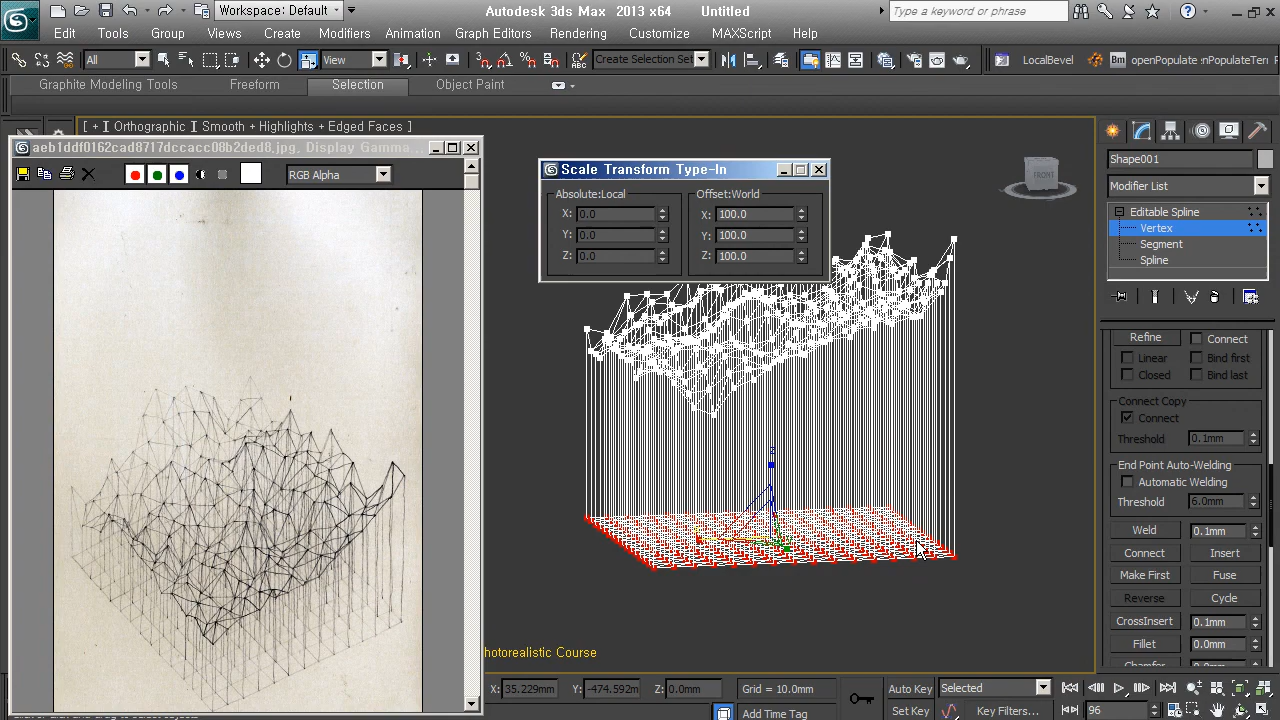 Workspace: Default
Autodesk 3ds Max 2013 x64 Untitled
Type a keyword or phrase
Edit Tools Group Views Create Modifiers Animation Graph Editors Rendering Customize MAXScript Help
All
View
Create Selection Set
LocalBevel
Bm openPopulate
nPopulateTerr
Graphite Modeling Tools Freeform Selection Object Paint
[ + ] Orthographic ] Smooth + Highlights + Edged Faces ]
aeb1ddf0162cad8717dccacc08b2ded8.jpg, Display Gamma...
RGB Alpha
Scale Transform Type-In
Absolute:Local
X: 0.0
Y: 0.0
Z: 0.0
Offset:World
X: 100.0
Y: 100.0
Z: 100.0
FRONT
z
Shape001
Modifier List
Editable Spline
Vertex
Segment
Spline
Refine Connect
Linear Bind first
Closed Bind last
Connect Copy
Connect
Threshold 0.1mm
End Point Auto-Welding
Automatic Welding
Threshold 6.0mm
Weld 0.1mm
Connect Insert
Make First Fuse
Reverse Cycle
CrossInsert 0.1mm
Fillet 0.0mm
hotorealistic Course
X: 35.229mm Y: -474.592m Z: 0.0mm Grid = 10.0mm
Add Time Tag
Auto Key Selected
Set Key Key Filters...
96